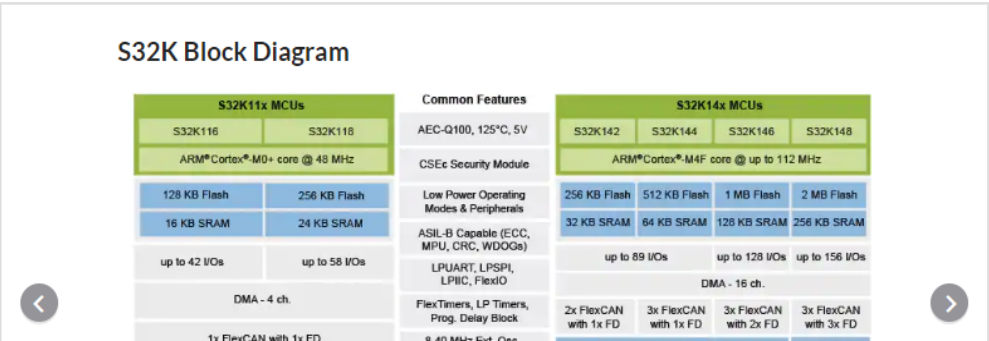 S32K Block Diagram
S32K11x MCUs
S32K116 S32K118
ARM®Cortex®-M0+ core @ 48 MHz
128 KB Flash 256 KB Flash
16 KB SRAM 24 KB SRAM
up to 42 I/Os up to 58 I/Os
DMA - 4 ch.
1x FlexCAN with 1x FD
Common Features
AEC-Q100, 125°C, 5V
CSEc Security Module
Low Power Operating
Modes & Peripherals
ASIL-B Capable (ECC,
MPU, CRC, WDOGs)
LPUART, LPSPI,
LPIIC, FlexIO
FlexTimers, LP Timers,
Prog. Delay Block
8-40 MHz Ext. Osc
S32K14x MCUs
S32K142 S32K144 S32K146 S32K148
ARM®Cortex®-M4F core @ up to 112 MHz
256 KB Flash 512 KB Flash 1 MB Flash 2 MB Flash
32 KB SRAM 64 KB SRAM 128 KB SRAM 256 KB SRAM
up to 89 I/Os up to 128 I/Os up to 156 I/Os
DMA - 16 ch.
2x FlexCAN 3x FlexCAN 3x FlexCAN 3x FlexCAN
with 1x FD with 1x FD with 2x FD with 3x FD